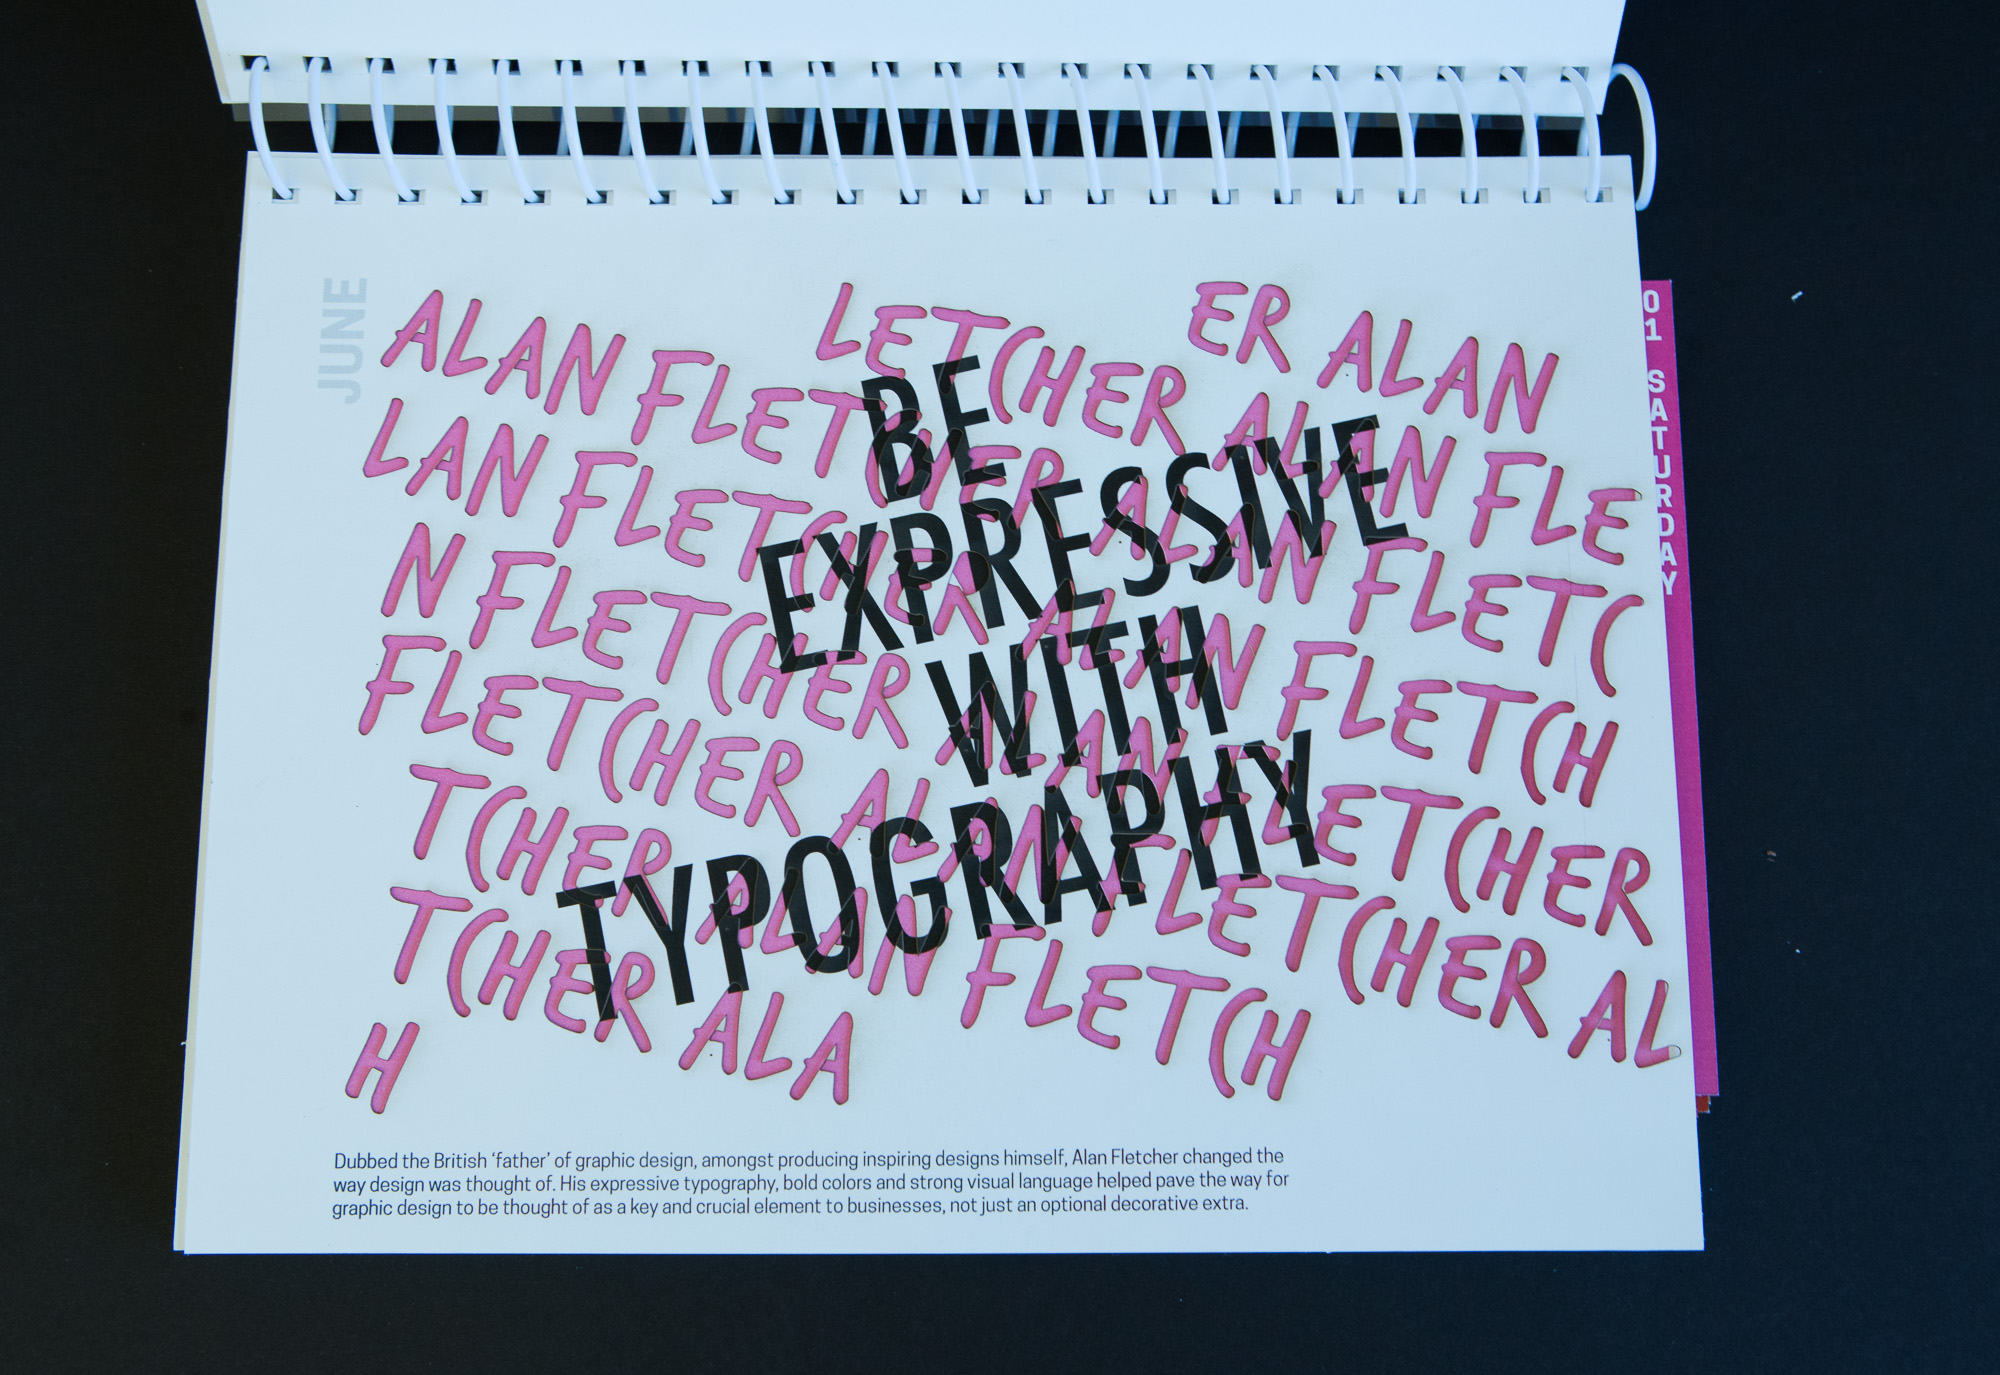 JUNE
ER ALAN
LETCHER ALAN FLE
ALAN FLETCHER ALAN FLETC
LAN FLETCHER ALAN FLETCH
N FLETCHER ALAN FLETCHER
FLETCHER ALAN FLETCHER AL
TCHER ALAN FLETCH
TCHER ALA
H
BE
EXPRESSIVE
WITH
TYPOGRAPHY
01 SATURDAY
Dubbed the British ‘father’ of graphic design, amongst producing inspiring designs himself, Alan Fletcher changed the
way design was thought of. His expressive typography, bold colors and strong visual language helped pave the way for
graphic design to be thought of as a key and crucial element to businesses, not just an optional decorative extra.